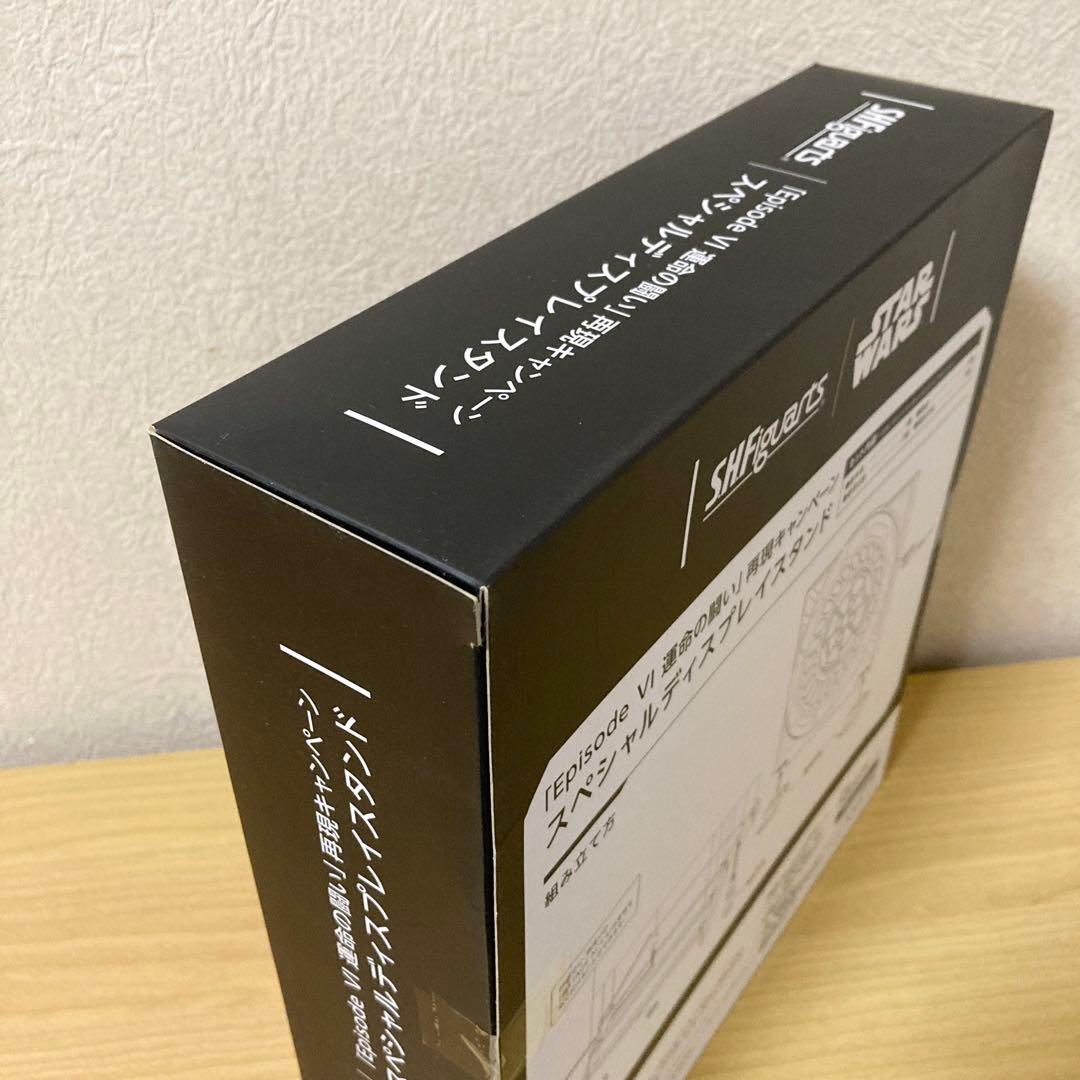 S.H.Figuarts
「Episode VI 運命の闘い」再現キャンペーン
スペシャルディスプレイスタンド
S.H.Figuarts
STAR
WARS
「Episode VI 運命の闘い」再現キャンペーン
スペシャルディスプレイスタンド
組み立て方
「Episode VI 運命の闘い」再現キャンペーン
スペシャルディスプレイスタンド